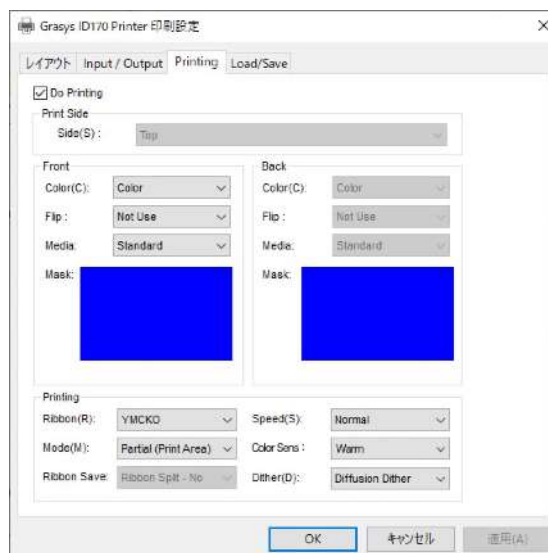 Grasys ID170 Printer 印刷設定
レイアウト Input / Output Printing Load/Save
Do Printing
Print Side
Side(S) : Top
Front Back
Color(C): Color Color(C): Color
Flip : Not Use Flip : Not Use
Media: Standard Media: Standard
Mask: Mask:
Printing
Ribbon(R): YMCKO Speed(S): Normal
Mode(M): Partial (Print Area) Color Sens : Warm
Ribbon Save: Ribbon Split - No Dither(D): Diffusion Dither
OK キャンセル 適用(A)